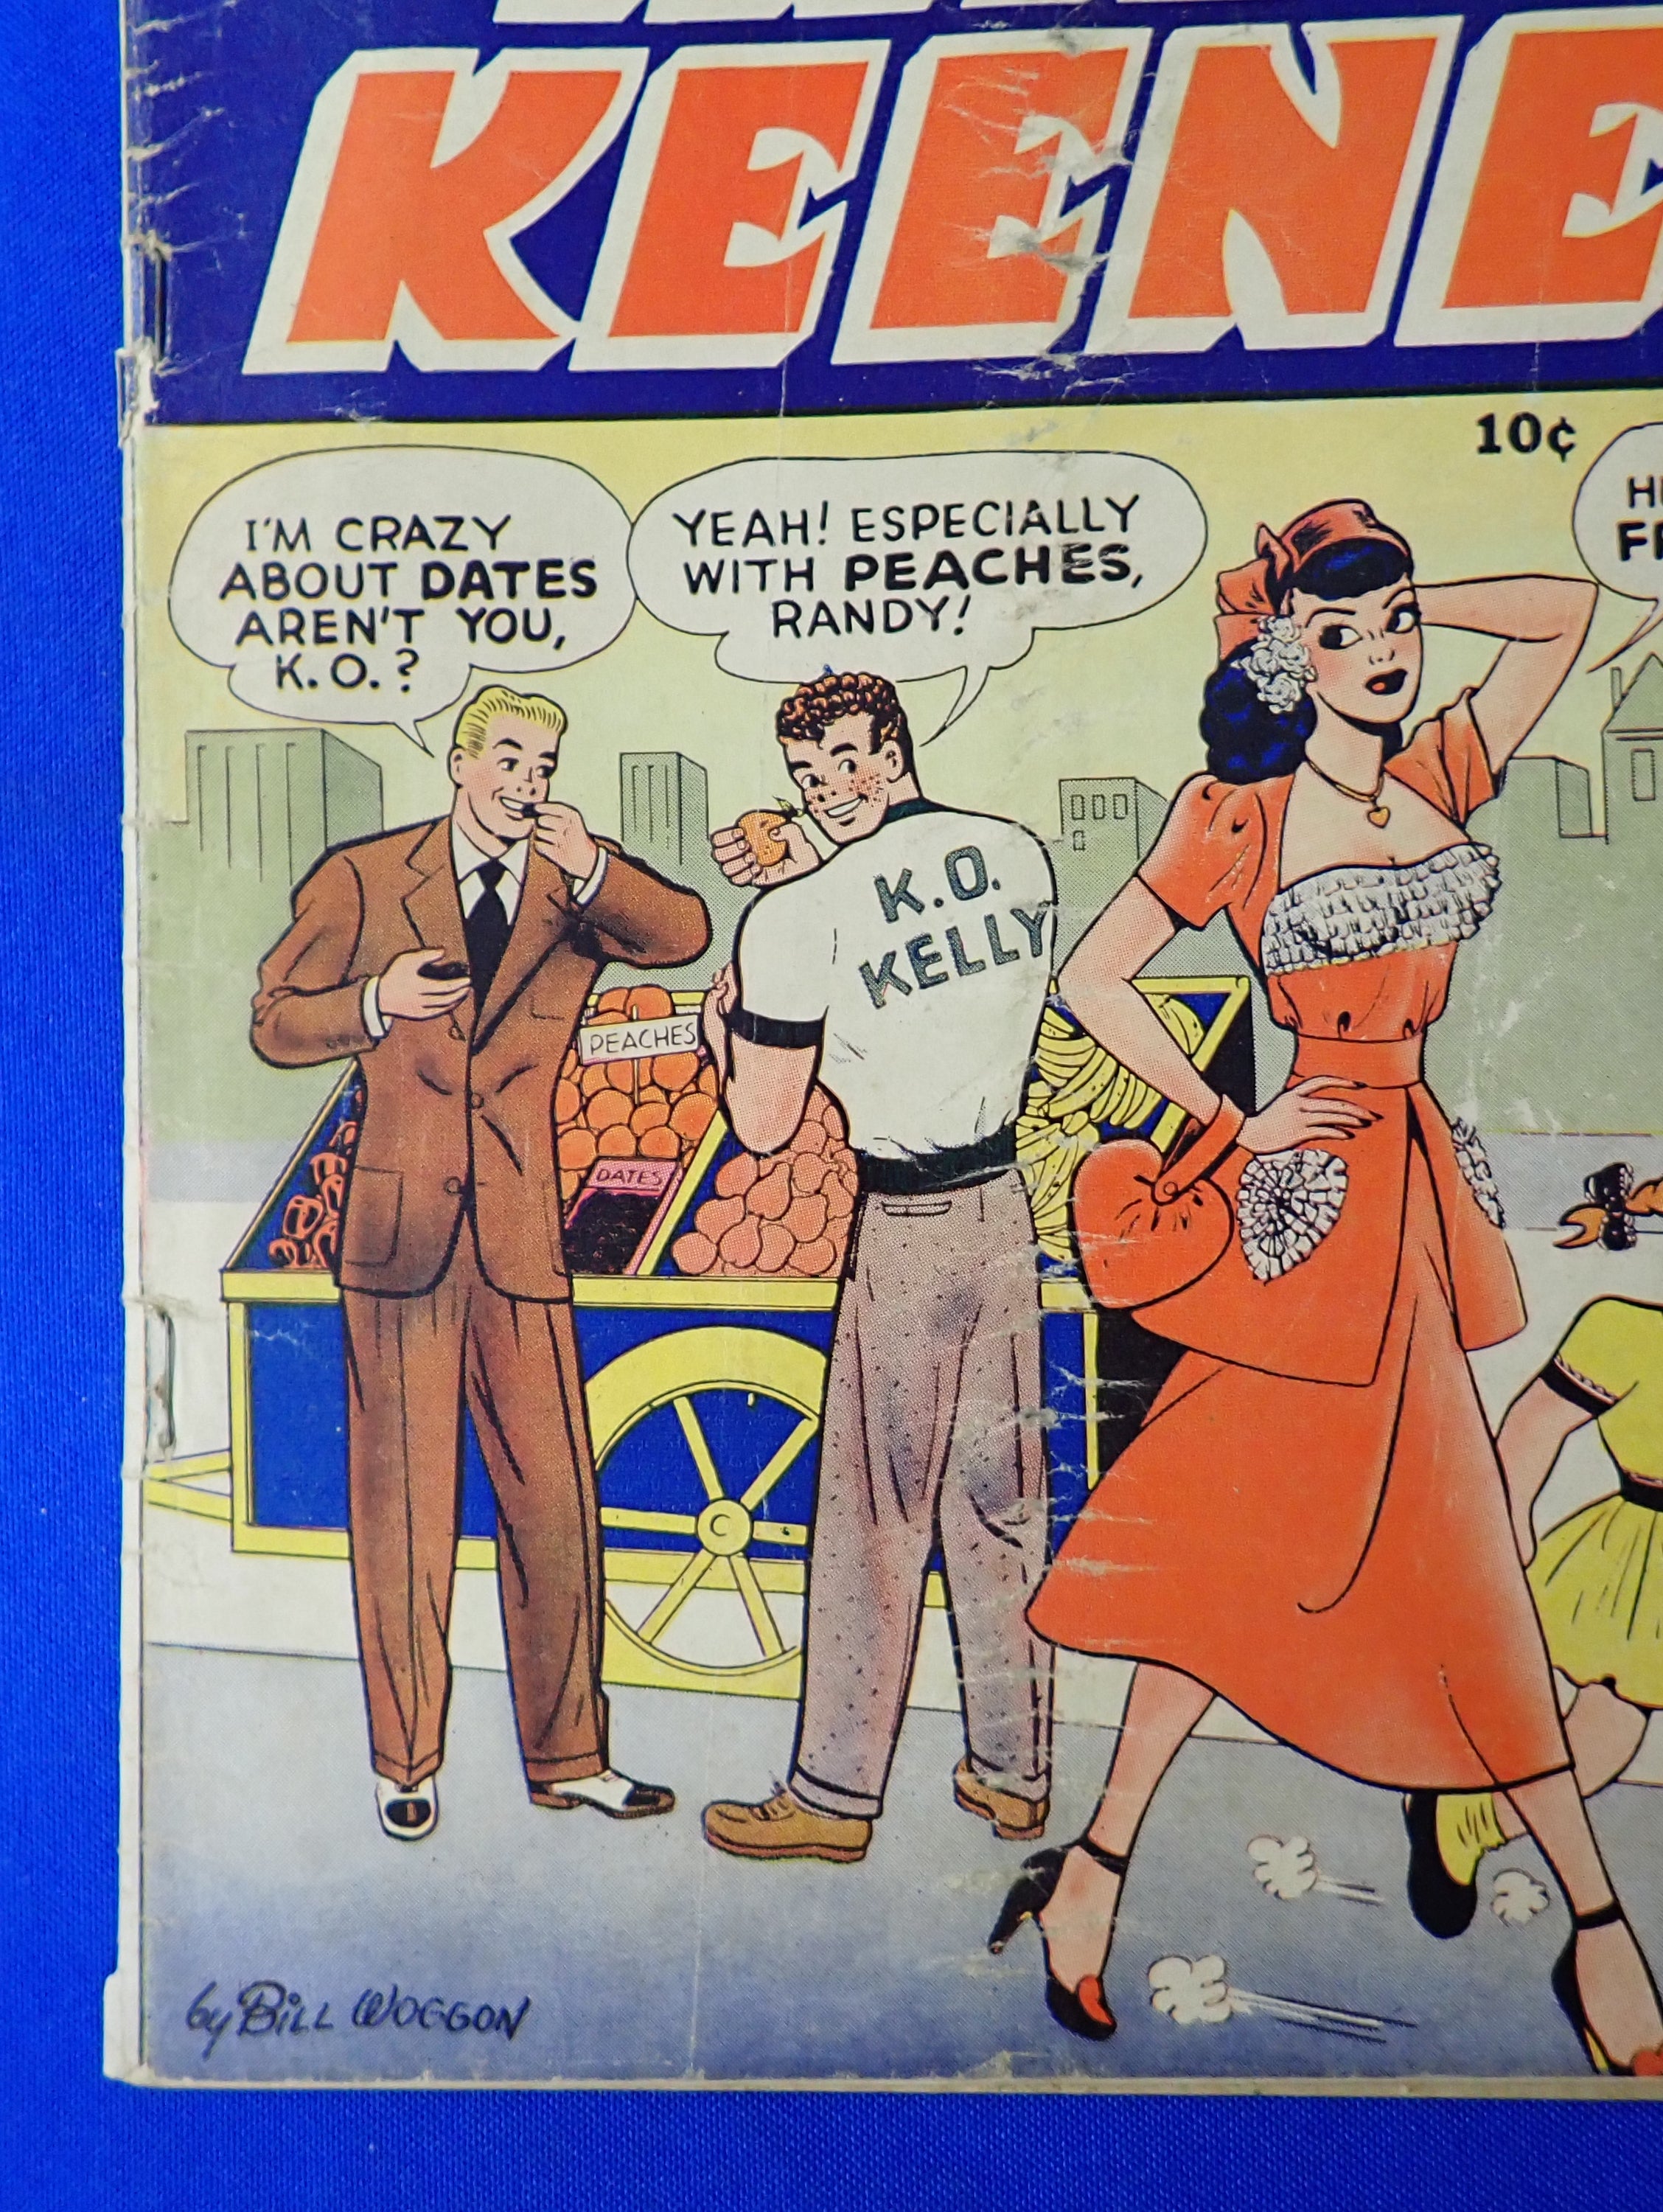 KEENE
10¢
I'M CRAZY
ABOUT DATES
AREN'T YOU,
K.O.?
YEAH! ESPECIALLY
WITH PEACHES,
RANDY!
K.O.
KELLY
PEACHES
DATES
by BILL WOGGON